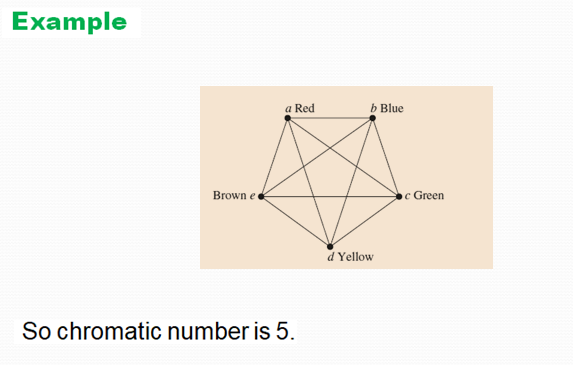 Example
a Red b Blue
Brown e c Green
d Yellow
So chromatic number is 5.